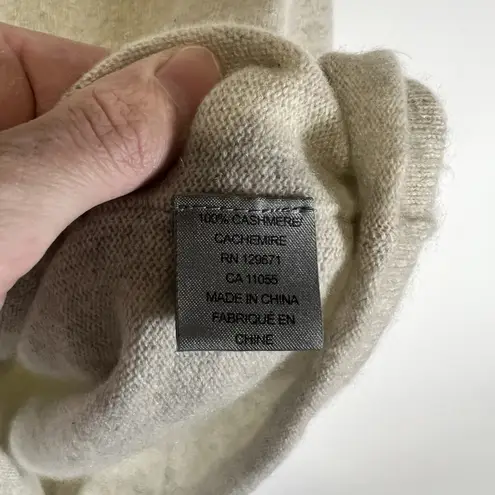 100% CASHMERE/
CACHEMIRE
RN 129671
CA 11055
MADE IN CHINA
FABRIQUÉ EN
CHINE